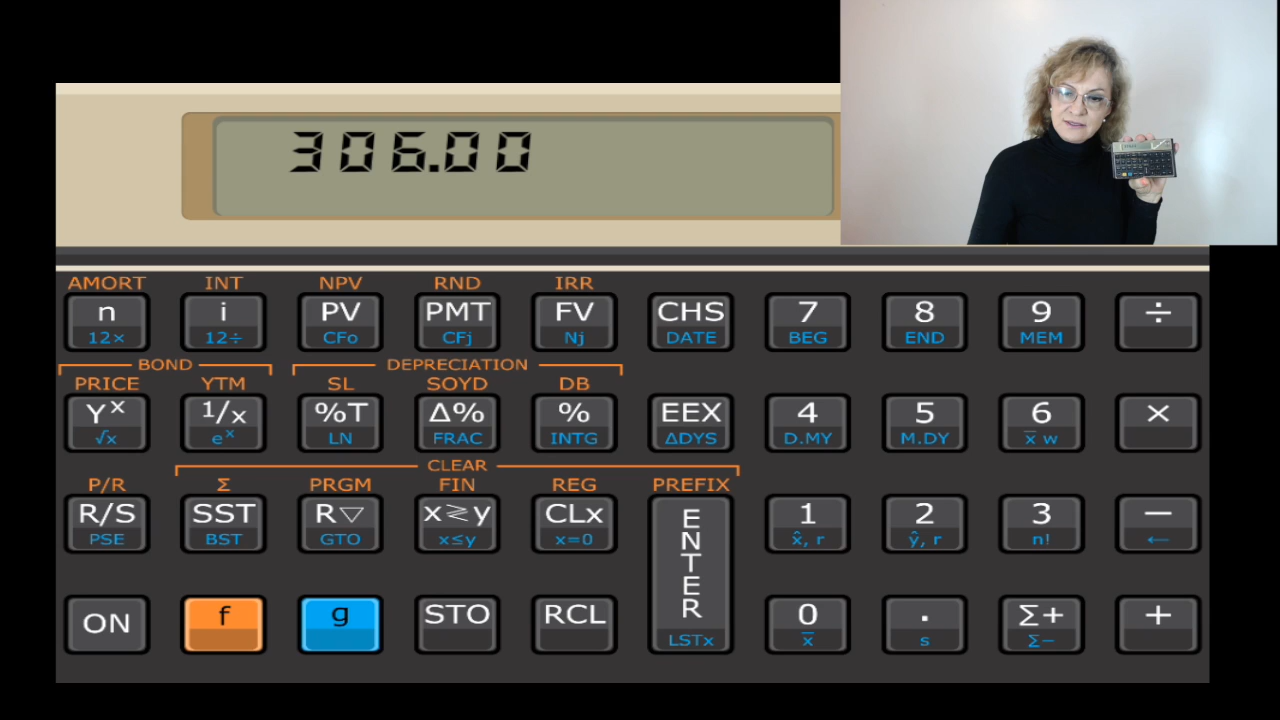 306.00
AMORT INT NPV RND IRR
n i PV PMT FV CHS 7 8 9 ÷
12× 12÷ CFo CFj Nj DATE BEG END MEM
BOND DEPRECIATION
PRICE YTM SL SOYD DB
Yˣ 1/x %T Δ% % EEX 4 5 6 ×
√x eˣ LN FRAC INTG ΔDYS D.MY M.DY x̅ w
CLEAR
P/R Σ PRGM FIN REG PREFIX
R/S SST R▽ x≷y CLx ENTER 1 2 3 −
PSE BST GTO x≤y x=0 x̂, r ŷ, r n! ←
ON f g STO RCL 0 . Σ+ +
LSTx x̅ s Σ−